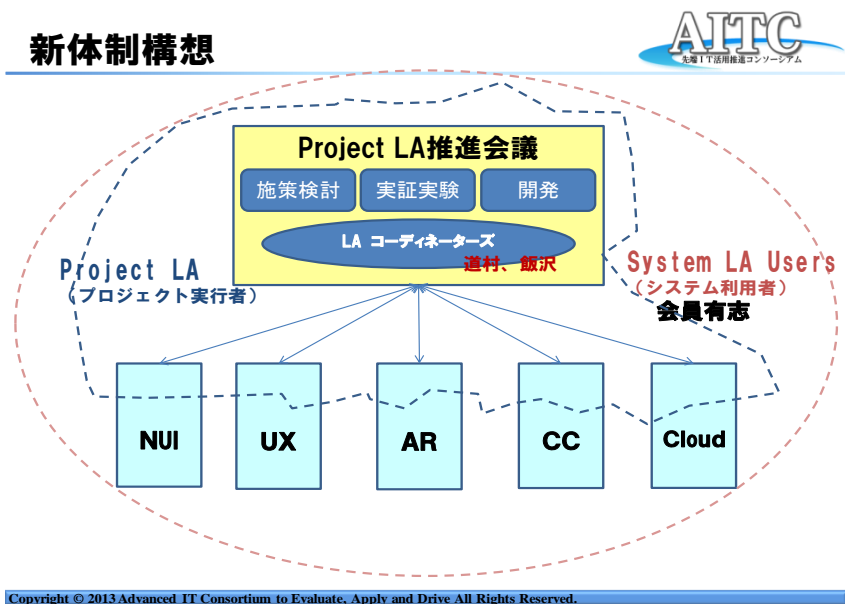 新体制構想
AITC
先端IT活用推進コンソーシアム
Project LA推進会議
施策検討
実証実験
開発
LA コーディネーターズ
道村、飯沢
Project LA
(プロジェクト実行者)
System LA Users
(システム利用者)
会員有志
NUI
UX
AR
CC
Cloud
Copyright © 2013 Advanced IT Consortium to Evaluate, Apply and Drive All Rights Reserved.